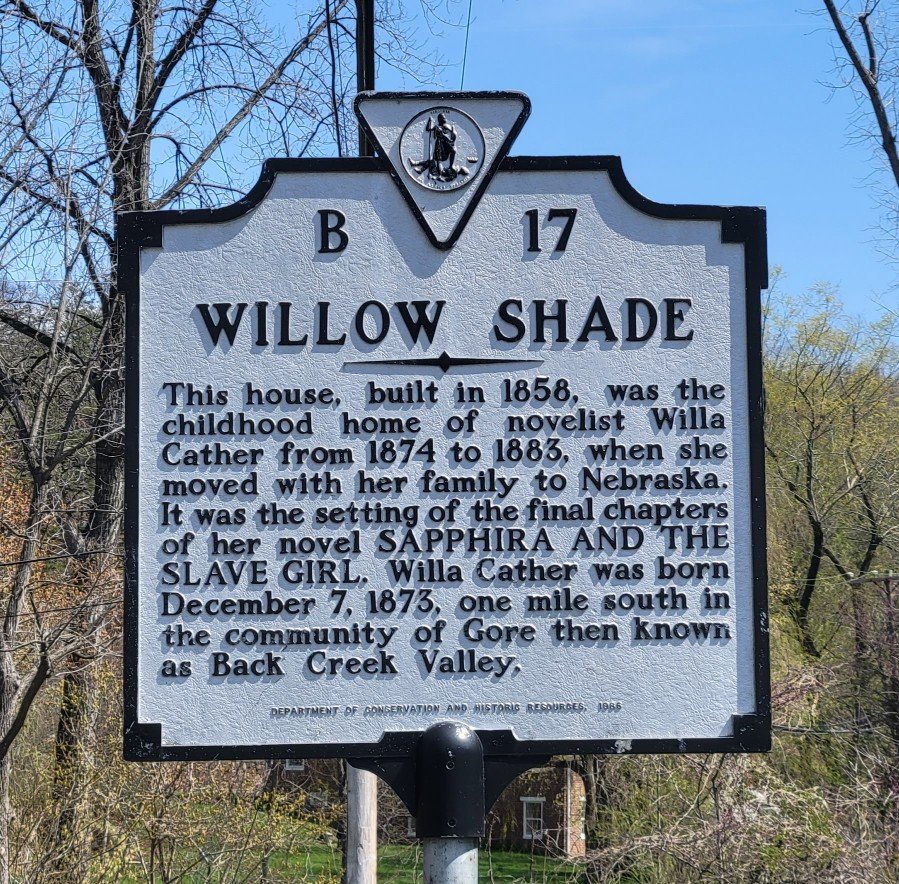 B 17
WILLOW SHADE
This house, built in 1858, was the
childhood home of novelist Willa
Cather from 1874 to 1883, when she
moved with her family to Nebraska.
It was the setting of the final chapters
of her novel SAPPHIRA AND THE
SLAVE GIRL. Willa Cather was born
December 7, 1873, one mile south in
the community of Gore then known
as Back Creek Valley.
DEPARTMENT OF CONSERVATION AND HISTORIC RESOURCES, 1986